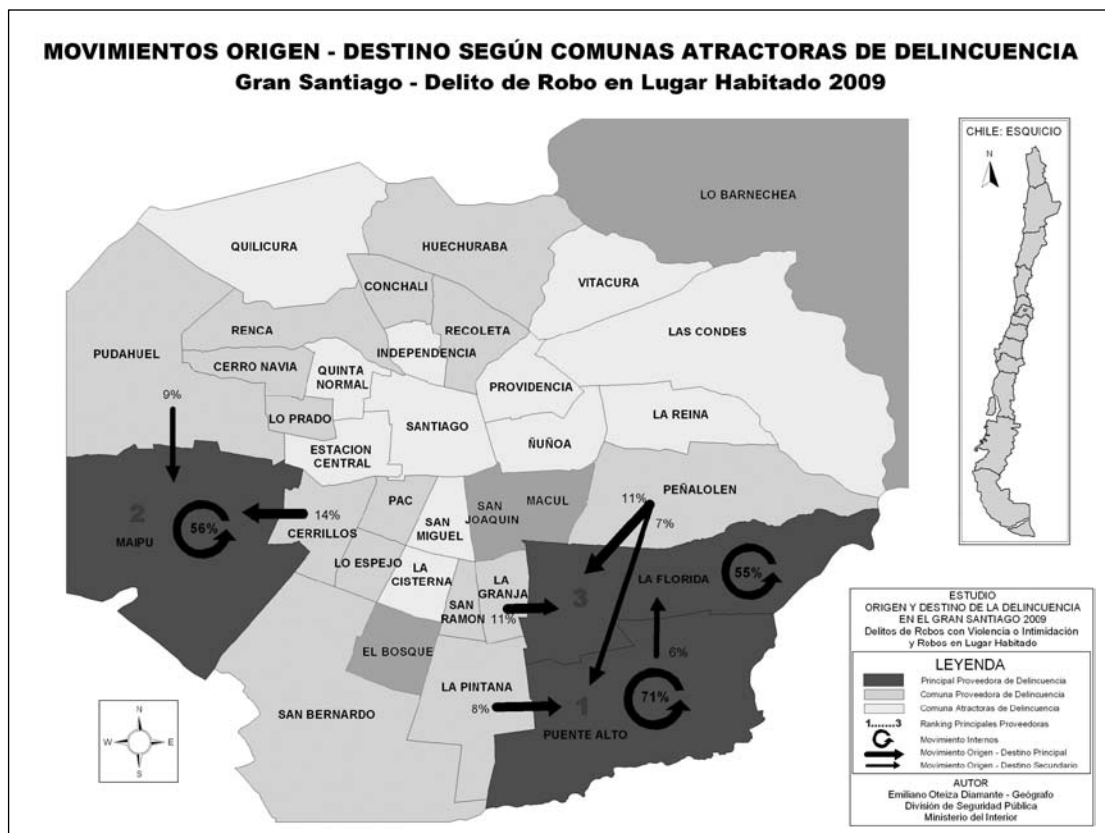 MOVIMIENTOS ORIGEN - DESTINO SEGÚN COMUNAS ATRACTORAS DE DELINCUENCIA
Gran Santiago - Delito de Robo en Lugar Habitado 2009
CHILE: ESQUICIO
N
LO BARNECHEA
QUILICURA
HUECHURABA
VITACURA
CONCHALI
LAS CONDES
RENCA
RECOLETA
PUDAHUEL
INDEPENDENCIA
CERRO NAVIA
QUINTA
NORMAL
PROVIDENCIA
9%
LO PRADO
LA REINA
SANTIAGO
ÑUÑOA
ESTACION
CENTRAL
PEÑALOLEN
11%
7%
2
56%
MAIPU
14%
CERRILLOS
PAC
SAN
MIGUEL
SAN
JOAQUIN
MACUL
LO ESPEJO
LA
CISTERNA
LA
GRANJA
11%
SAN
RAMON
3
LA FLORIDA
55%
EL BOSQUE
6%
LA PINTANA
8%
1
71%
PUENTE ALTO
SAN BERNARDO
N
W
E
S
ESTUDIO
ORIGEN Y DESTINO DE LA DELINCUENCIA
EN EL GRAN SANTIAGO 2009
Delitos de Robos con Violencia o Intimidación
y Robos en Lugar Habitado
LEYENDA
Principal Proveedora de Delincuencia
Comuna Proveedora de Delincuencia
Comuna Atractoras de Delincuencia
1.......3 Ranking Principales Proveedoras
Movimiento Internos
Movimiento Origen - Destino Principal
Movimiento Origen - Destino Secundario
AUTOR
Emiliano Oteiza Diamante - Geógrafo
División de Seguridad Pública
Ministerio del Interior